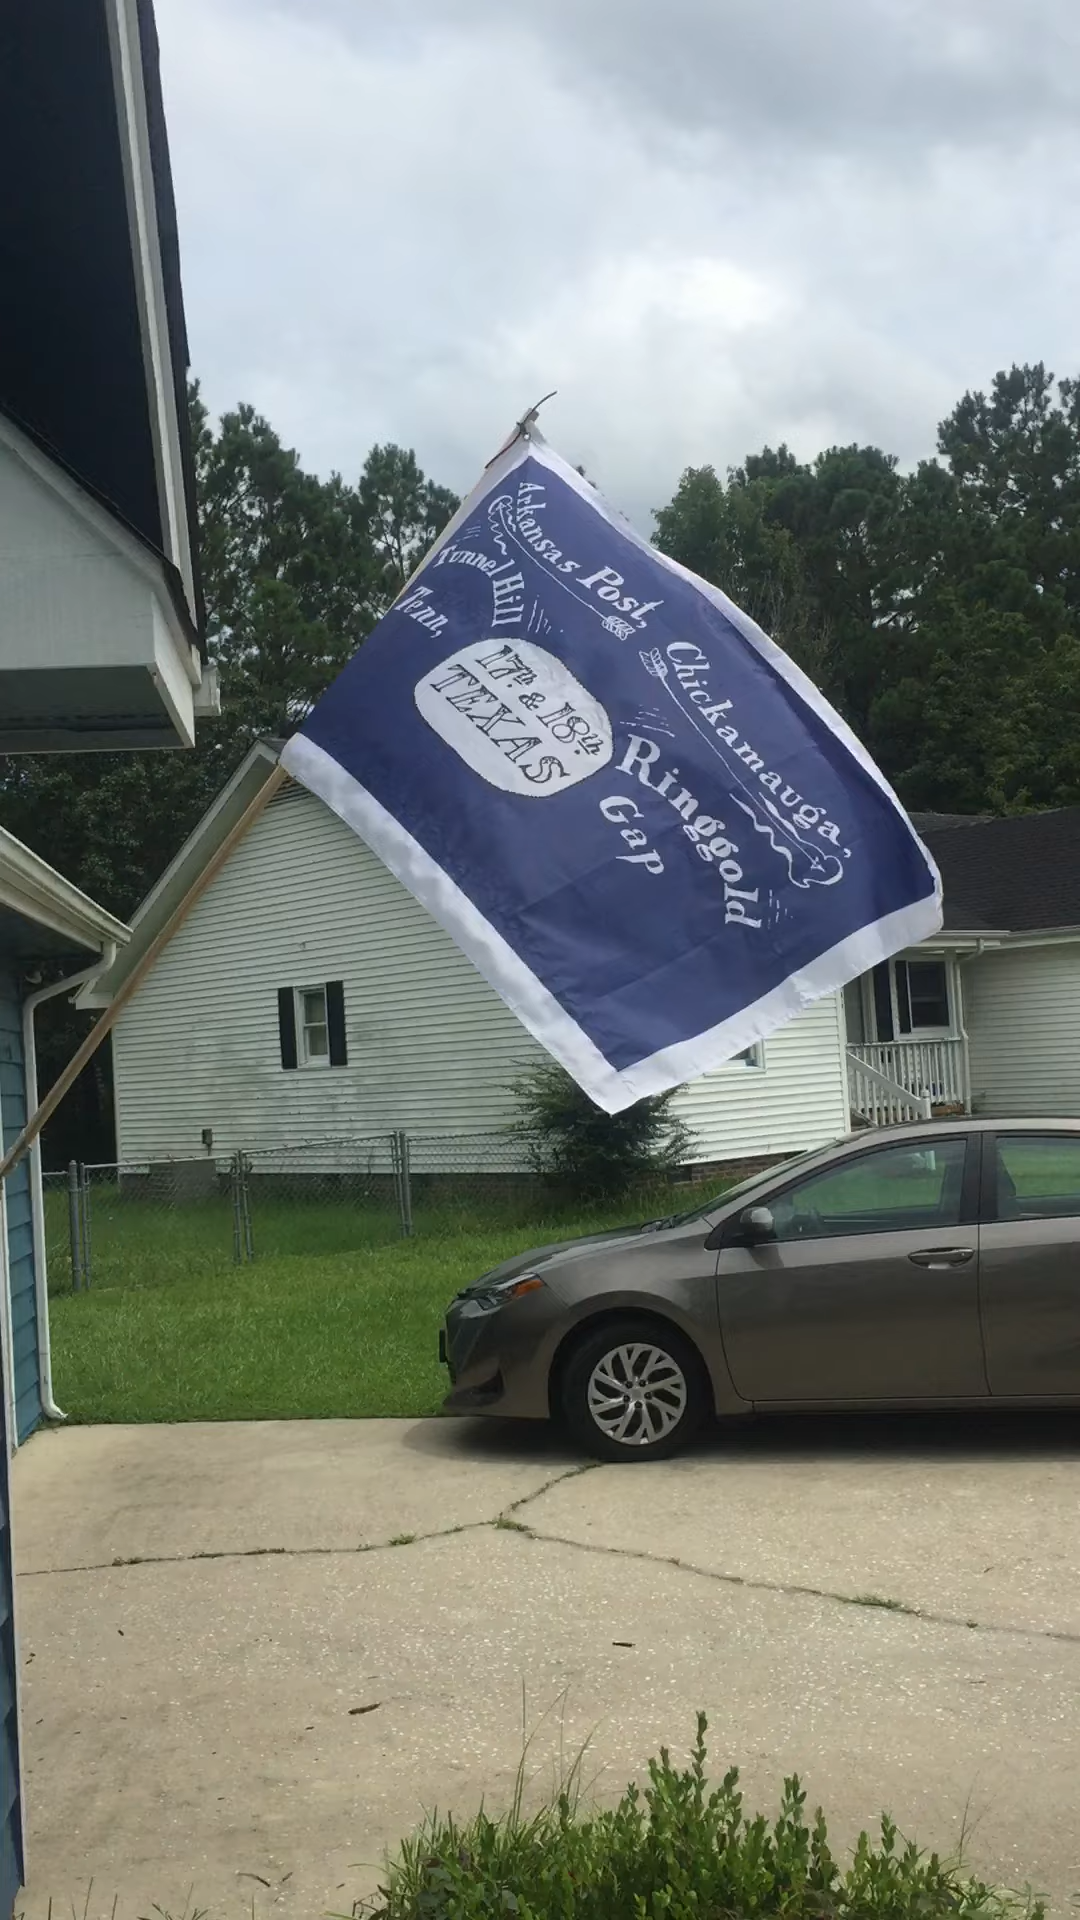 Arkansas Post,
Tunnel Hill
Tenn,
17th. & 18th.
TEXAS
Chickamauga,
Ringgold
Gap